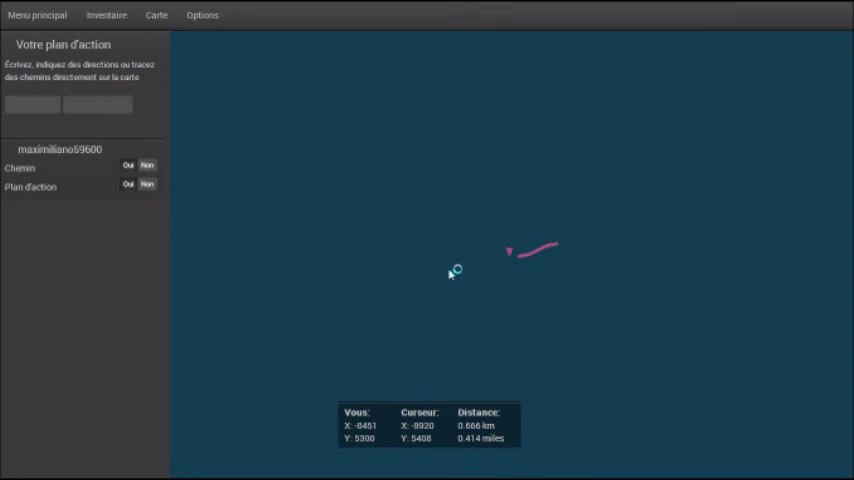 Menu principal Inventaire Carte Options
Votre plan d'action
Écrivez, indiquez des directions ou tracez
des chemins directement sur la carte
maximiliano59600
Chemin Oui Non
Plan d'action Oui Non
Vous: Curseur: Distance:
X: -8451 X: -8920 0.666 km
Y: 5300 Y: 5408 0.414 miles